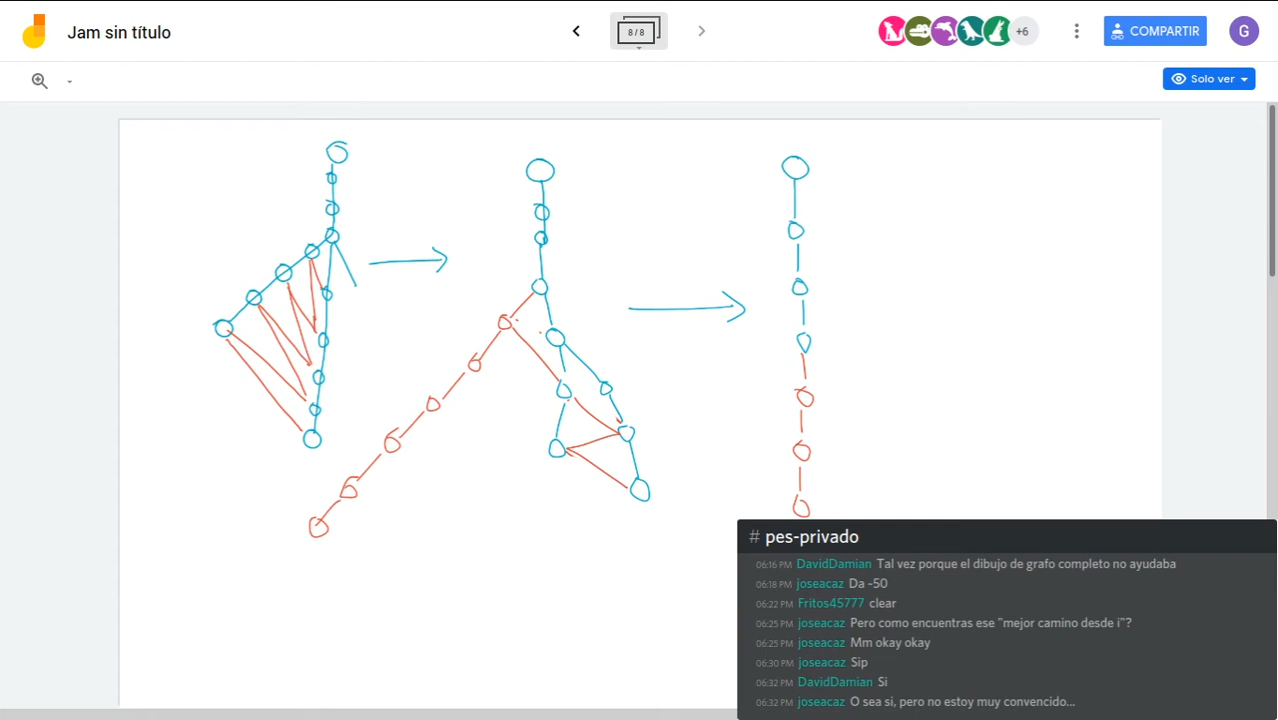 Jam sin título
8 / 8
+6
COMPARTIR
G
Solo ver
# pes-privado
06:16 PM DavidDamian Tal vez porque el dibujo de grafo completo no ayudaba
06:18 PM joseacaz Da -50
06:22 PM Fritos45777 clear
06:25 PM joseacaz Pero como encuentras ese "mejor camino desde i"?
06:25 PM joseacaz Mm okay okay
06:30 PM joseacaz Sip
06:32 PM DavidDamian Si
06:32 PM joseacaz O sea si, pero no estoy muy convencido...